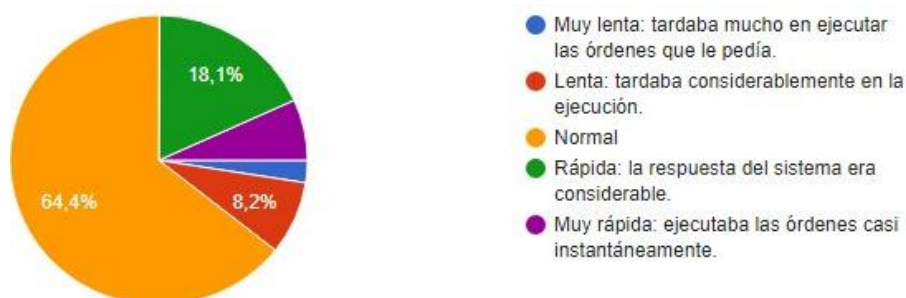 18,1%
64,4%
8,2%
Muy lenta: tardaba mucho en ejecutar
las órdenes que le pedía.
Lenta: tardaba considerablemente en la
ejecución.
Normal
Rápida: la respuesta del sistema era
considerable.
Muy rápida: ejecutaba las órdenes casi
instantáneamente.